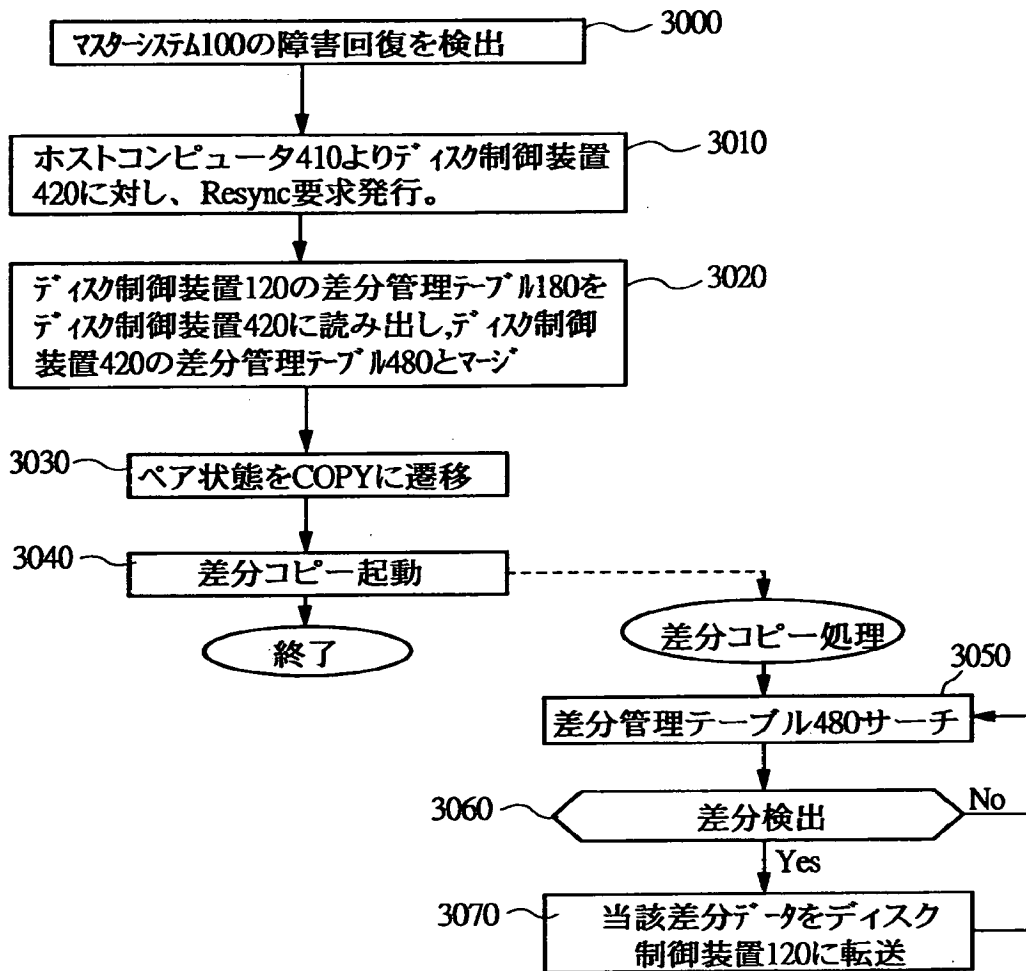 3000
マスターシステム100の障害回復を検出
3010
ホストコンピュータ410よりディスク制御装置
420に対し、Resync要求発行。
3020
ディスク制御装置120の差分管理テーブル180を
ディスク制御装置420に読み出し,ディスク制御
装置420の差分管理テーブル480とマージ
3030
ペア状態をCOPYに遷移
3040
差分コピー起動
終了
差分コピー処理
3050
差分管理テーブル480サーチ
3060
差分検出
No
Yes
3070
当該差分データをディスク
制御装置120に転送